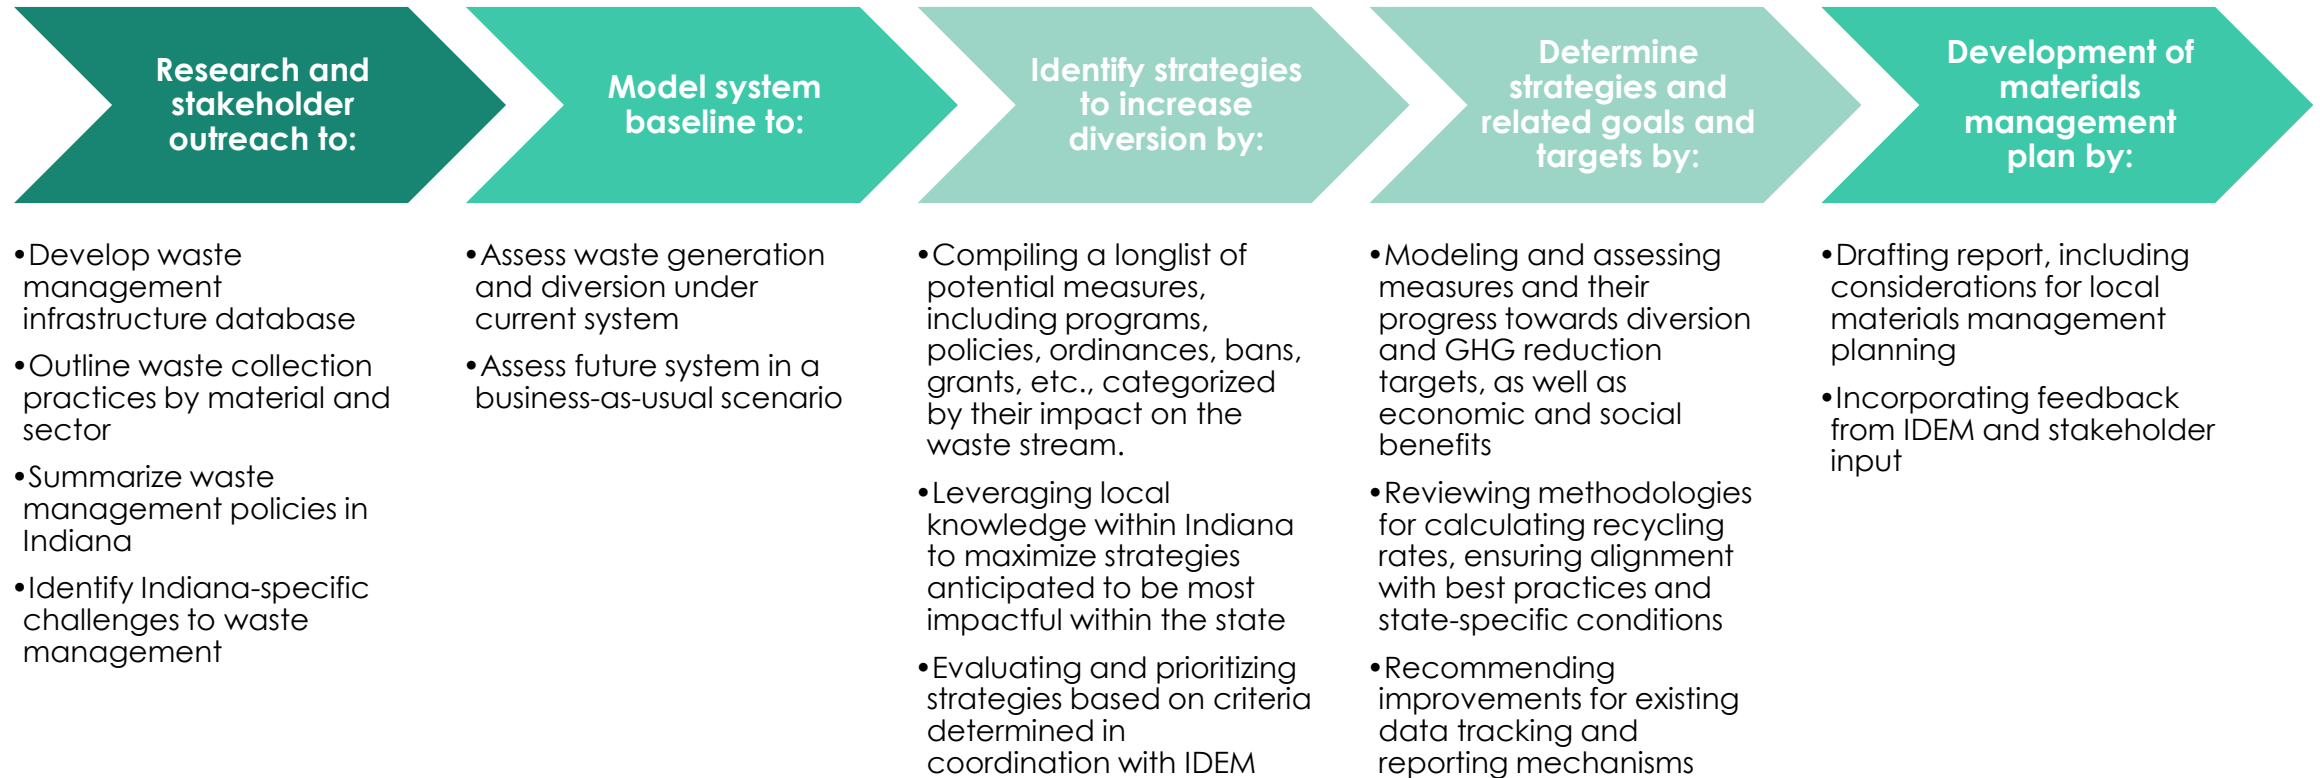 Research and
stakeholder
outreach to:
•Develop waste
management
infrastructure database
•Outline waste collection
practices by material and
sector
•Summarize waste
management policies in
Indiana
•Identify Indiana-specific
challenges to waste
management
Model system
baseline to:
•Assess waste generation
and diversion under
current system
•Assess future system in a
business-as-usual scenario
Identify strategies
to increase
diversion by:
•Compiling a longlist of
potential measures,
including programs,
policies, ordinances, bans,
grants, etc., categorized
by their impact on the
waste stream.
•Leveraging local
knowledge within Indiana
to maximize strategies
anticipated to be most
impactful within the state
•Evaluating and prioritizing
strategies based on criteria
determined in
coordination with IDEM
Determine
strategies and
related goals and
targets by:
•Modeling and assessing
measures and their
progress towards diversion
and GHG reduction
targets, as well as
economic and social
benefits
•Reviewing methodologies
for calculating recycling
rates, ensuring alignment
with best practices and
state-specific conditions
•Recommending
improvements for existing
data tracking and
reporting mechanisms
Development of
materials
management
plan by:
•Drafting report, including
considerations for local
materials management
planning
•Incorporating feedback
from IDEM and stakeholder
input